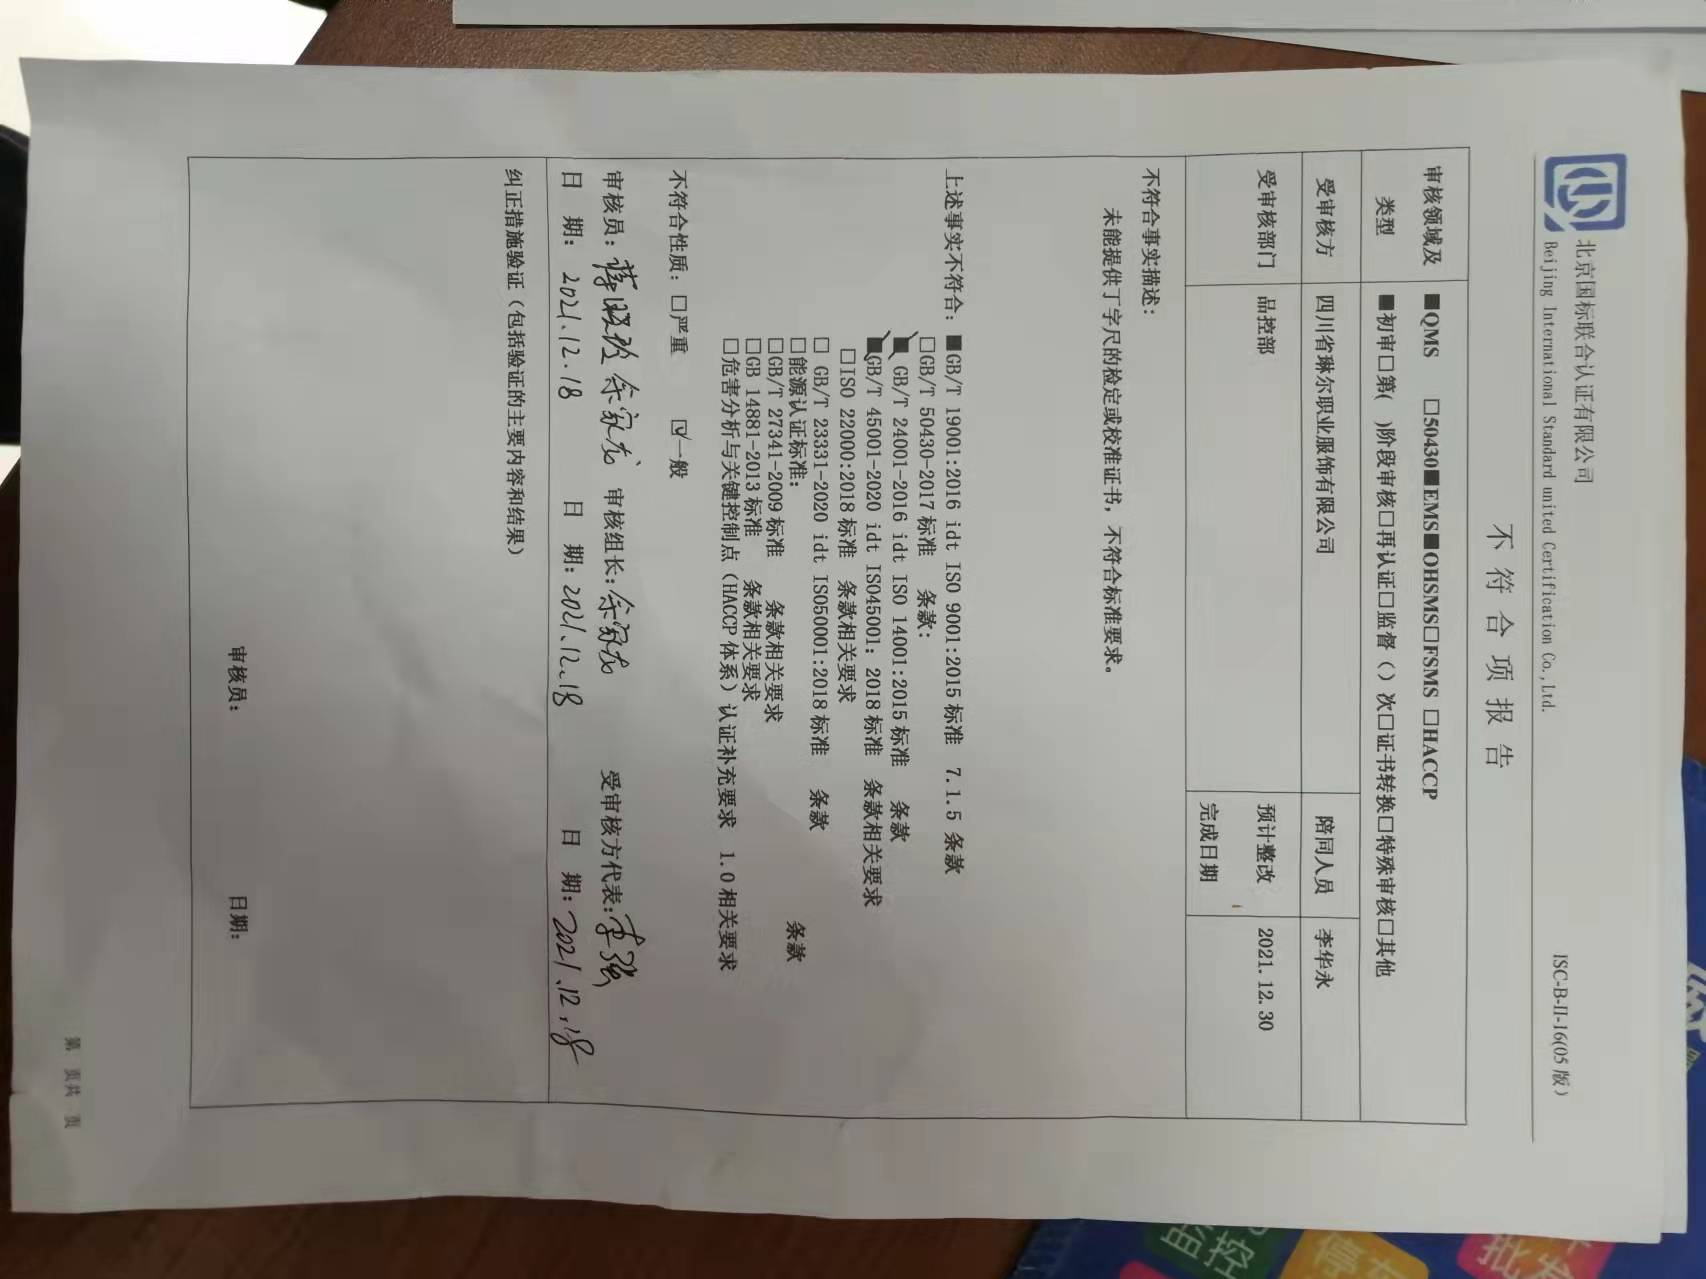 北京国标联合认证有限公司
Beijing International Standard united Certification Co., Ltd.
ISC-B-II-16(05 版)
不符合项报告
审核领域及类型
■QMS □50430■EMS■OHSMS□FSMS □HACCP
■初审□第( )阶段审核□再认证□监督（）次□证书转换□特殊审核□其他
受审核方 四川省琳尔职业服饰有限公司 陪同人员 李华永
受审核部门 品控部 预计整改完成日期 2021.12.30
不符合事实描述：
未能提供丁字尺的检定或校准证书，不符合标准要求。
上述事实不符合：■GB/T 19001:2016 idt ISO 9001:2015 标准 7.1.5 条款
□GB/T 50430-2017 标准 条款：
■ GB/T 24001-2016 idt ISO 14001:2015 标准 条款
■GB/T 45001-2020 idt ISO45001：2018 标准 条款相关要求
□ISO 22000:2018 标准 条款相关要求
□ GB/T 23331-2020 idt ISO50001:2018 标准 条款
□能源认证标准： 条款
□GB/T 27341-2009 标准 条款相关要求
□GB 14881-2013 标准 条款相关要求
□危害分析与关键控制点（HACCP 体系）认证补充要求 1.0 相关要求
不符合性质：□严重 ☑一般
审核员： 余家龙 审核组长：余家龙 受审核方代表：李强
日 期： 2021.12.18 日 期：2021.12.18 日 期：2021.12.18
纠正措施验证（包括验证的主要内容和结果）
审核员： 日期：
第 页共 页
监控
停车
批发